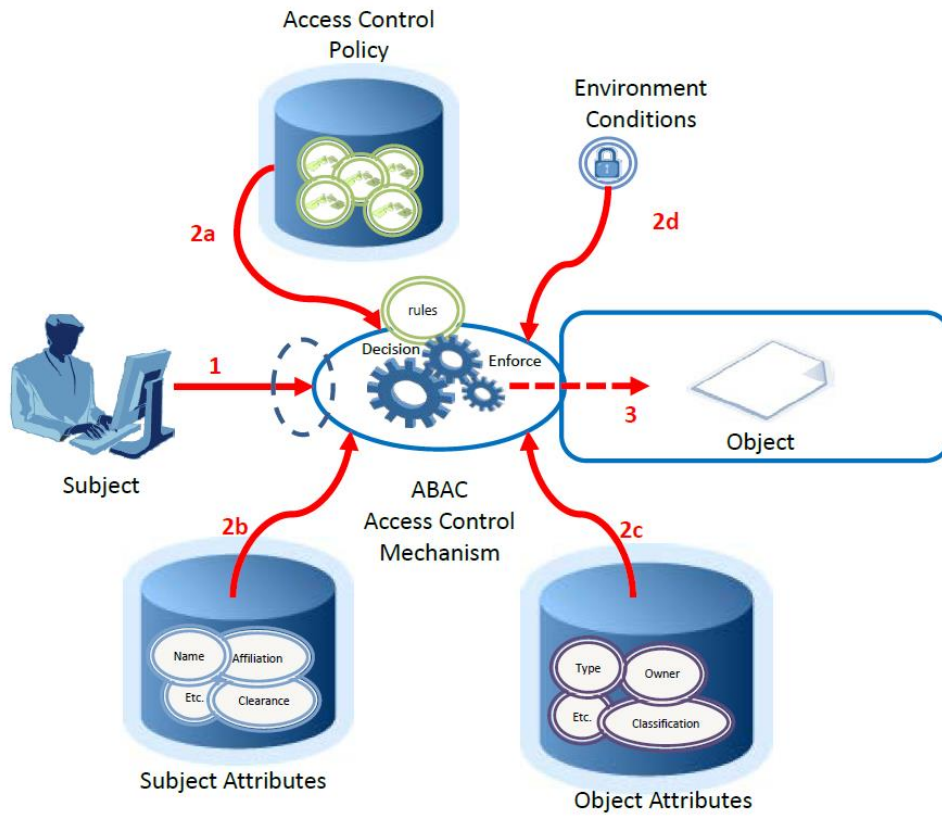 Access Control
Policy
Environment
Conditions
2a
2d
rules
Decision
Enforce
1
3
Object
Subject
ABAC
Access Control
Mechanism
2b
2c
Name
Affiliation
Etc.
Clearance
Type
Owner
Etc.
Classification
Subject Attributes
Object Attributes